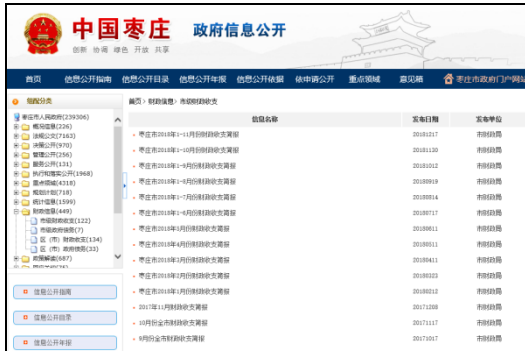 中国枣庄 政府信息公开
创新 协调 绿色 开放 共享
首页 信息公开指南 信息公开目录 信息公开年报 信息公开依据 依申请公开 重点领域 意见箱 枣庄市政府门户网站
组配分类
首页> 财政信息> 市级财政收支
枣庄市人民政府(239306)
概况信息(226)
法规公文(7163)
决策公开(970)
管理公开(256)
服务公开(131)
执行和落实公开(1968)
重点领域(4318)
规划计划(718)
统计信息(1599)
财政信息(449)
市级财政收支(122)
市级政府债务(7)
区（市）财政收支(134)
区（市）政府债务(33)
政策解读(687)
信息公开指南
信息公开目录
信息公开年报
信息名称 发布日期 发布单位
枣庄市2018年1-11月份财政收支简报 20181217 市财政局
枣庄市2018年1-10月份财政收支简报 20181120 市财政局
枣庄市2018年1-9月份财政收支简报 20181012 市财政局
枣庄市2018年1-8月份财政收支简报 20180919 市财政局
枣庄市2018年1-7月份财政收支简报 20180814 市财政局
枣庄市2018年1-6月份财政收支简报 20180717 市财政局
枣庄市2018年5月份财政收支简报 20180611 市财政局
枣庄市2018年4月份财政收支简报 20180511 市财政局
枣庄市2018年3月份财政收支简报 20180411 市财政局
枣庄市2018年2月份财政收支简报 20180323 市财政局
枣庄市2018年1月份财政收支简报 20180212 市财政局
2017年11月财政收支简报 20171208 市财政局
10月份全市财政收支简报 20171117 市财政局
9月份全市财政收支简报 20171017 市财政局